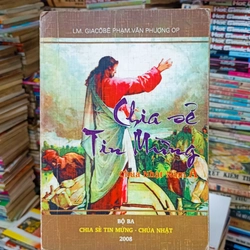 LM. GIACÔBÊ PHẠM VĂN PHƯỢNG OP
Chia sẻ
Tin Mừng
BỘ BA
CHIA SẺ TIN MỪNG - CHÚA NHẬT
2008